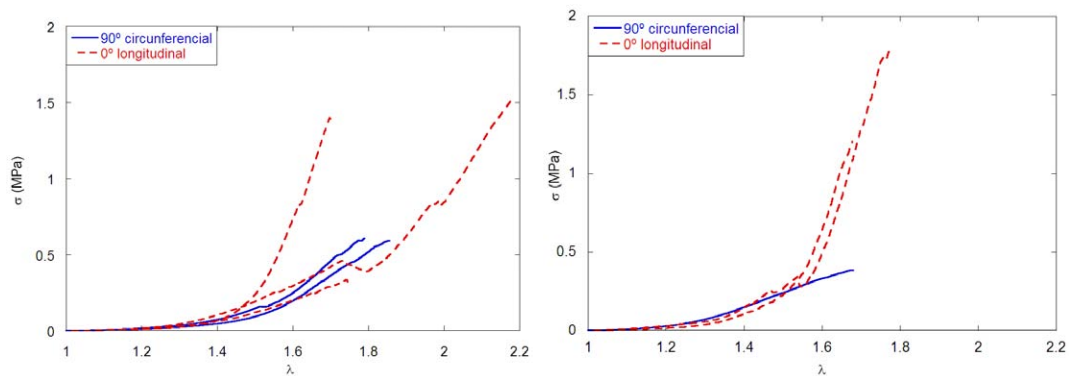 2
90º circunferencial
0º longitudinal
1.5
σ (MPa)
1
0.5
0
1 1.2 1.4 1.6 1.8 2 2.2
λ
2
90º circunferencial
0º longitudinal
1.5
σ (MPa)
1
0.5
0
1 1.2 1.4 1.6 1.8 2 2.2
λ